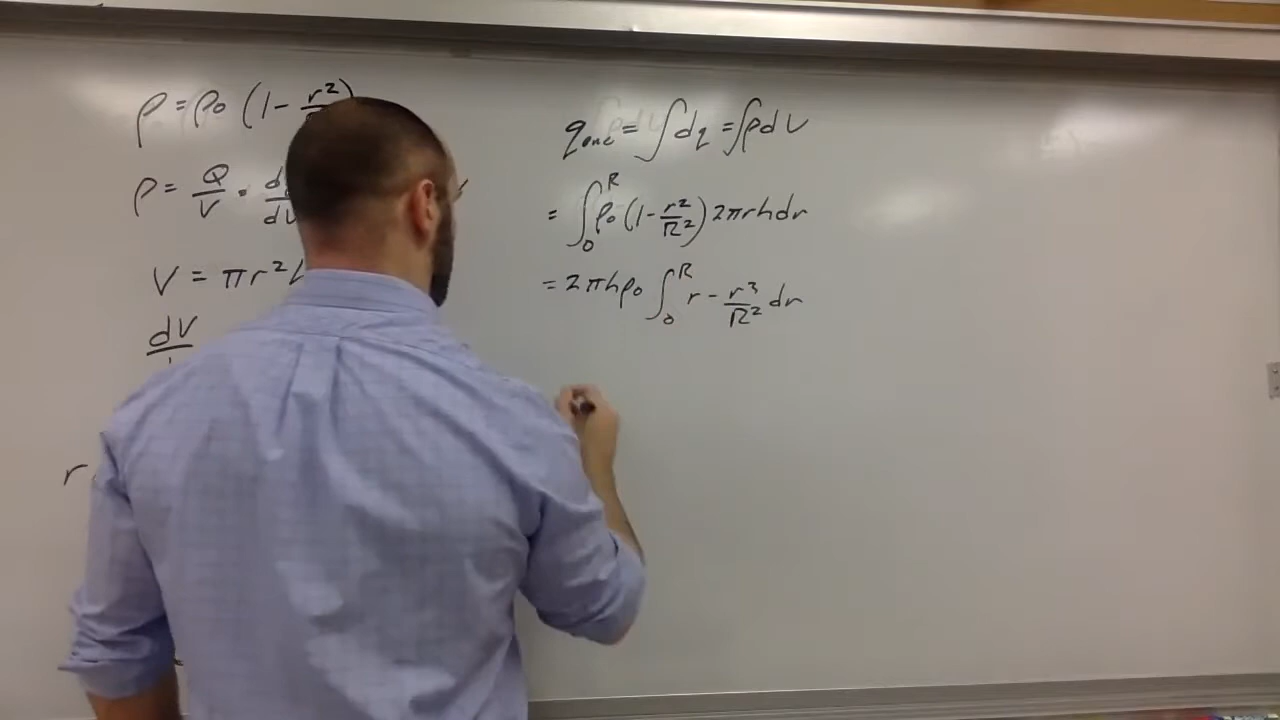 ρ = ρ₀ (1 - r²
ρ = Q/V = d
V = πr²h
dV
r
q_enc = ∫dq = ∫ρdV
= ∫₀ᴿ ρ₀ (1 - r²/R²) 2πrh dr
= 2πhρ₀ ∫₀ᴿ r - r³/R² dr